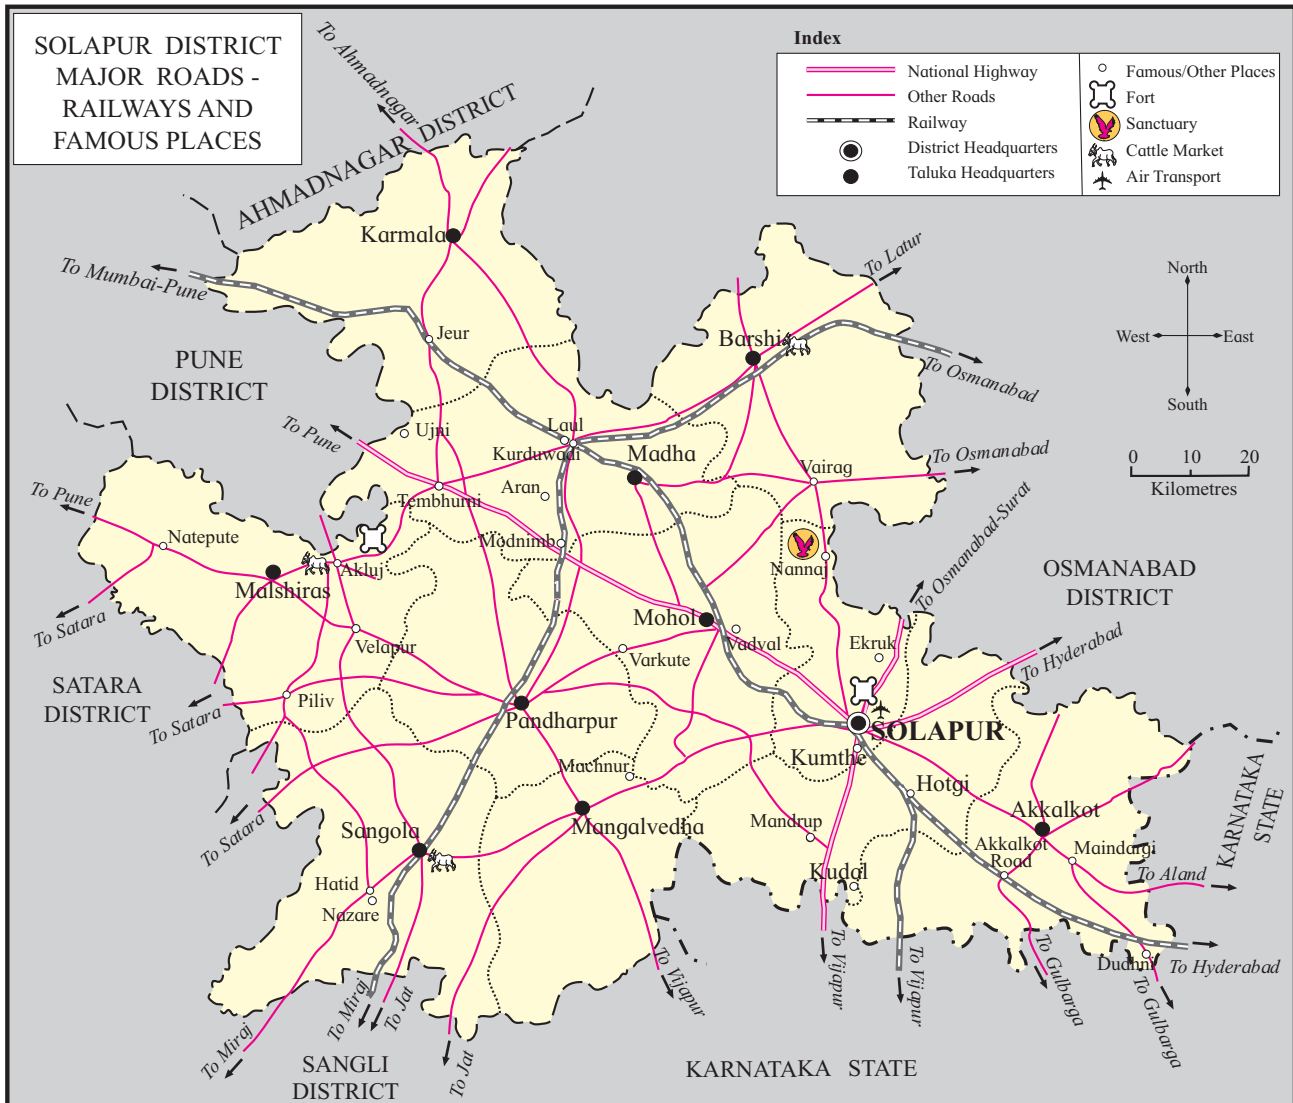 SOLAPUR DISTRICT
MAJOR ROADS -
RAILWAYS AND
FAMOUS PLACES
Index
National Highway
Other Roads
Railway
District Headquarters
Taluka Headquarters
Famous/Other Places
Fort
Sanctuary
Cattle Market
Air Transport
To Ahmadnagar
AHMADNAGAR DISTRICT
Karmala
To Mumbai-Pune
To Latur
North
West
East
South
Jeur
Barshi
PUNE
DISTRICT
To Osmanabad
To Pune
Ujni
Laul
Kurduwadi
Madha
Vairag
To Osmanabad
0 10 20
Kilometres
To Pune
Tembhurni
Aran
Natepute
Modnimb
Akluj
Malshiras
Nannaj
To Osmanabad-Surat
OSMANABAD
DISTRICT
To Satara
Velapur
Mohol
Vadval
Varkute
Ekruk
To Hyderabad
SATARA
DISTRICT
Piliv
To Satara
Pandharpur
SOLAPUR
Kumthe
Machnur
Hotgi
KARNATAKA
STATE
To Satara
Sangola
Mangalvedha
Mandrup
Akkalkot
Akkalkot
Road
Maindargi
To Aland
Hatid
Nazare
Kudal
Dudhni
To Hyderabad
To Miraj
To Miraj
To Jat
To Jat
To Vijapur
To Vijapur
To Vijapur
To Gulbarga
To Gulbarga
SANGLI
DISTRICT
KARNATAKA STATE